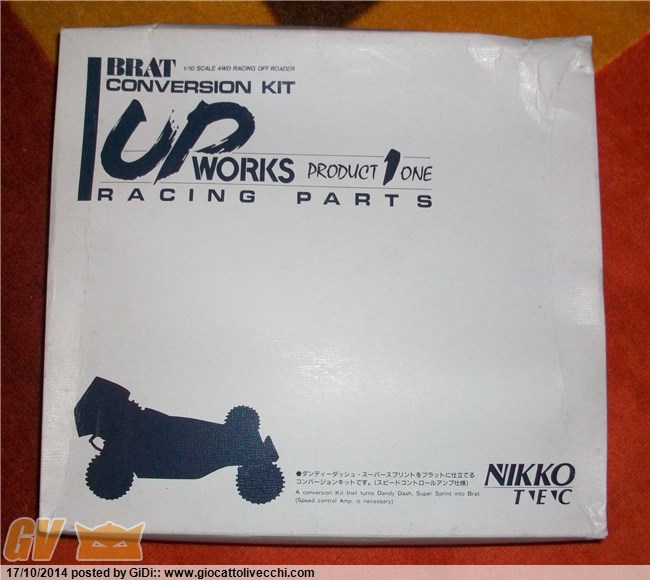 BRAT 1/10 SCALE 4WD RACING OFF ROADER
CONVERSION KIT
UP WORKS PRODUCT 1 ONE
RACING PARTS
●ダンディーダッシュ・スーパースプリントをブラットに仕立てる
コンバージョンキットです。(スピードコントロールアンプ仕様)
A conversion Kit that turns Dandy Dash, Super Sprint into Brat.
(Speed control Amp. is necessary)
NIKKO
TEC
GV
17/10/2014 posted by GiDi:: www.giocattolivecchi.com